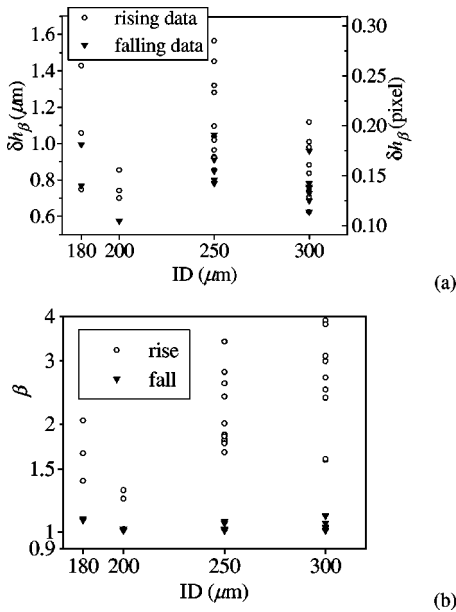 rising data
falling data
1.6
1.4
1.2
1.0
0.8
0.6
δhβ (μm)
0.30
0.25
0.20
0.15
0.10
δhβ (pixel)
180 200 250 300
ID (μm)
(a)
rise
fall
4
3
2
1.5
1
0.9
β
180 200 250 300
ID (μm)
(b)